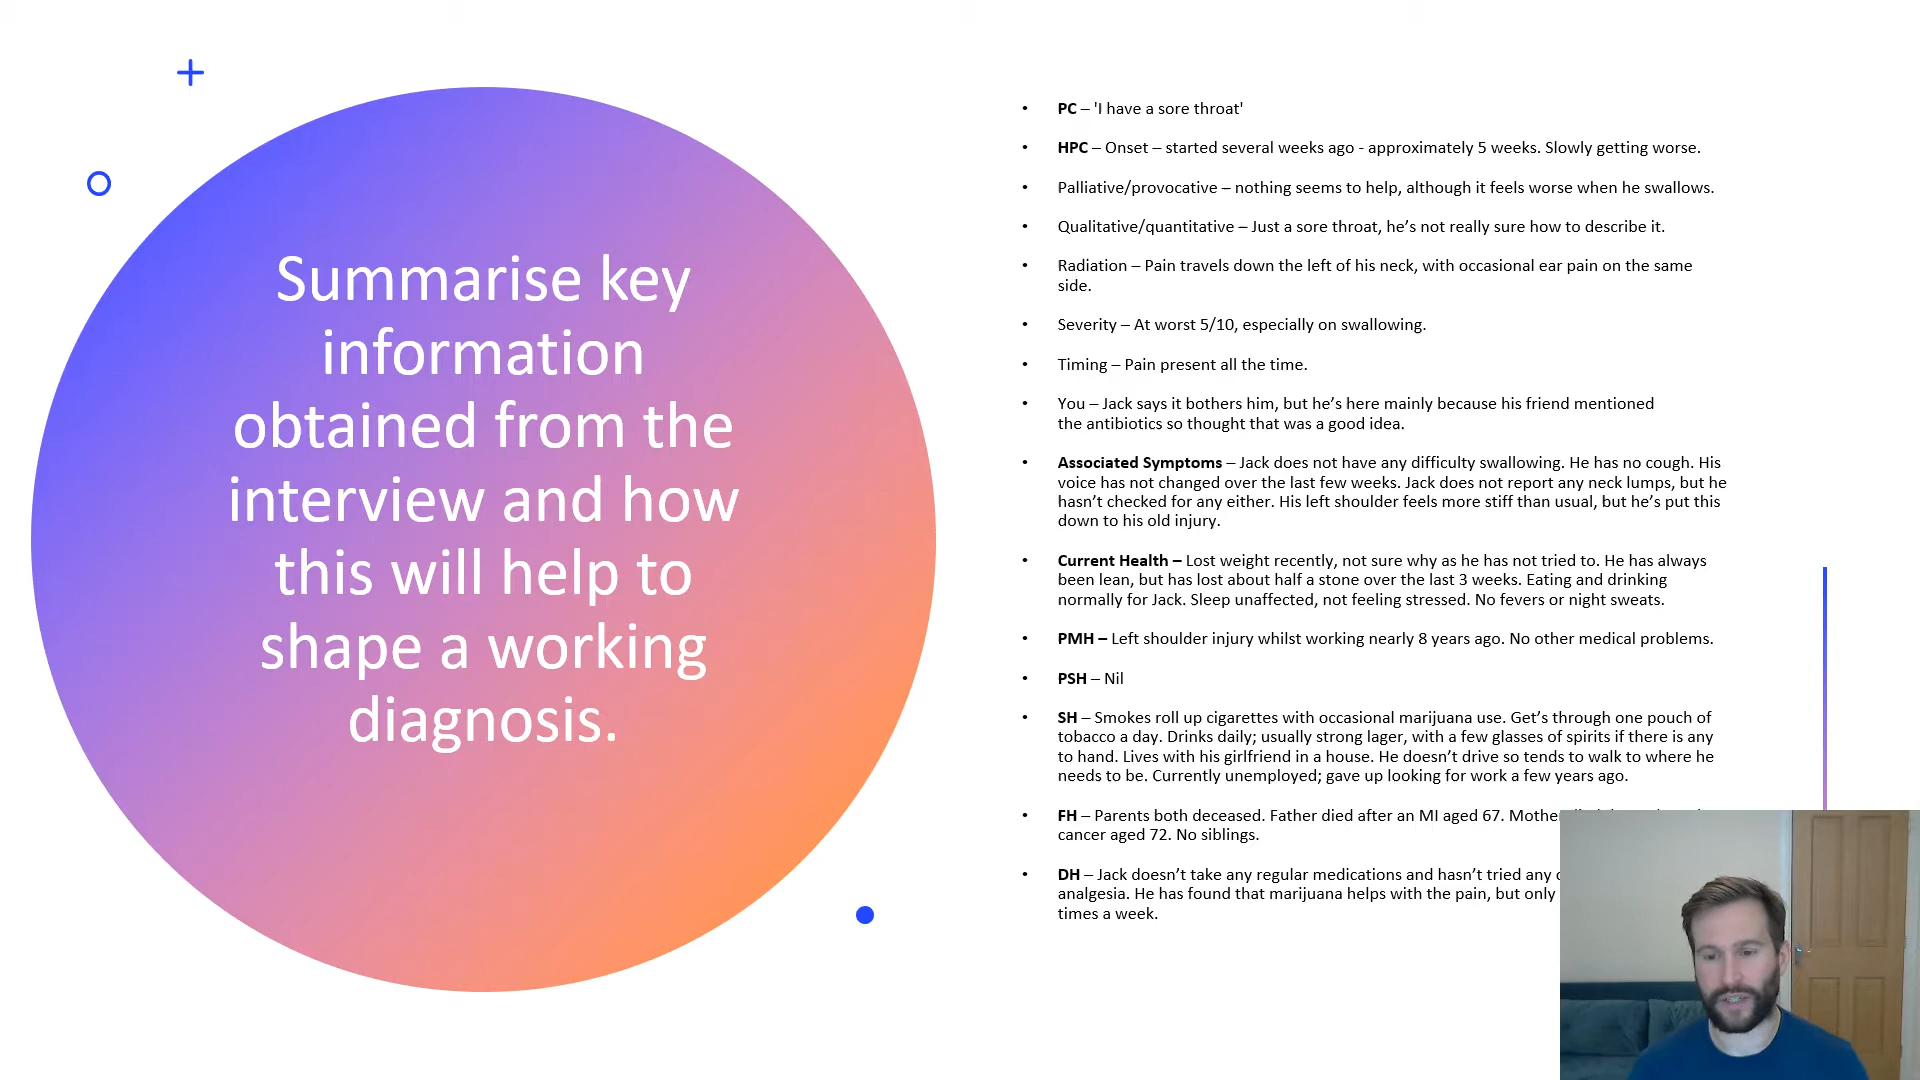 Summarise key
information
obtained from the
interview and how
this will help to
shape a working
diagnosis.
• PC – 'I have a sore throat'
• HPC – Onset – started several weeks ago - approximately 5 weeks. Slowly getting worse.
• Palliative/provocative – nothing seems to help, although it feels worse when he swallows.
• Qualitative/quantitative – Just a sore throat, he’s not really sure how to describe it.
• Radiation – Pain travels down the left of his neck, with occasional ear pain on the same
side.
• Severity – At worst 5/10, especially on swallowing.
• Timing – Pain present all the time.
• You – Jack says it bothers him, but he’s here mainly because his friend mentioned
the antibiotics so thought that was a good idea.
• Associated Symptoms – Jack does not have any difficulty swallowing. He has no cough. His
voice has not changed over the last few weeks. Jack does not report any neck lumps, but he
hasn’t checked for any either. His left shoulder feels more stiff than usual, but he’s put this
down to his old injury.
• Current Health – Lost weight recently, not sure why as he has not tried to. He has always
been lean, but has lost about half a stone over the last 3 weeks. Eating and drinking
normally for Jack. Sleep unaffected, not feeling stressed. No fevers or night sweats.
• PMH – Left shoulder injury whilst working nearly 8 years ago. No other medical problems.
• PSH – Nil
• SH – Smokes roll up cigarettes with occasional marijuana use. Get’s through one pouch of
tobacco a day. Drinks daily; usually strong lager, with a few glasses of spirits if there is any
to hand. Lives with his girlfriend in a house. He doesn’t drive so tends to walk to where he
needs to be. Currently unemployed; gave up looking for work a few years ago.
• FH – Parents both deceased. Father died after an MI aged 67. Mother
cancer aged 72. No siblings.
• DH – Jack doesn’t take any regular medications and hasn’t tried any
analgesia. He has found that marijuana helps with the pain, but only
times a week.